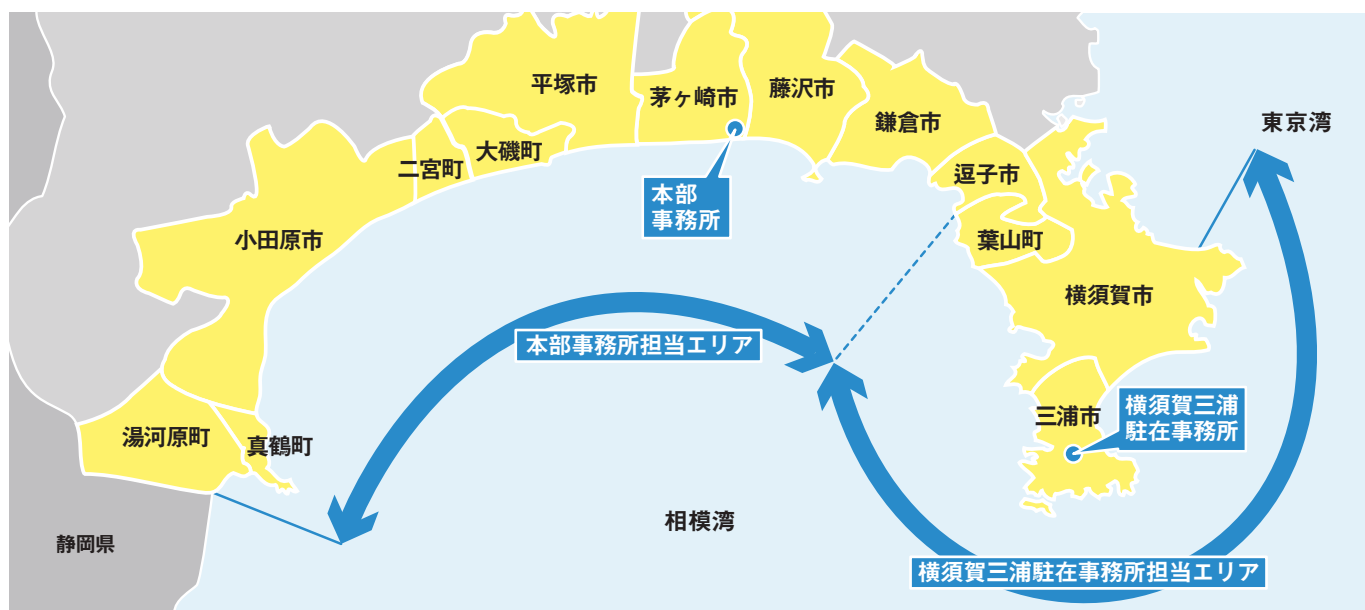 平塚市
茅ヶ崎市
藤沢市
鎌倉市
東京湾
二宮町
大磯町
逗子市
本部
事務所
小田原市
葉山町
横須賀市
本部事務所担当エリア
湯河原町
真鶴町
三浦市
横須賀三浦
駐在事務所
相模湾
静岡県
横須賀三浦駐在事務所担当エリア